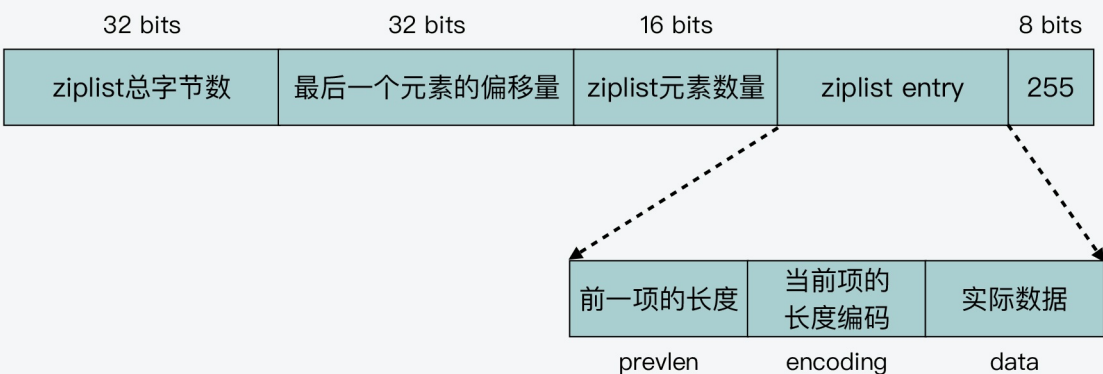 32 bits 32 bits 16 bits 8 bits
ziplist总字节数 最后一个元素的偏移量 ziplist元素数量 ziplist entry 255
前一项的长度 当前项的 实际数据
长度编码
prevlen encoding data